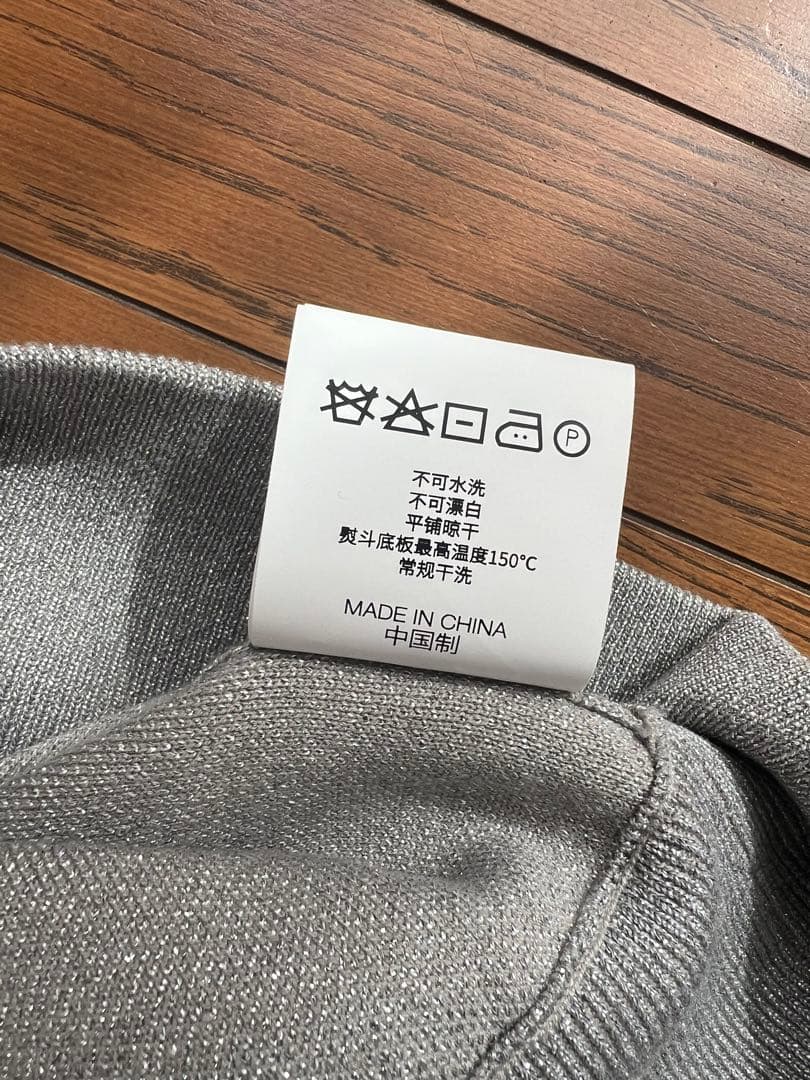 P
不可水洗
不可漂白
平铺晾干
熨斗底板最高温度150°C
常规干洗
MADE IN CHINA
中国制